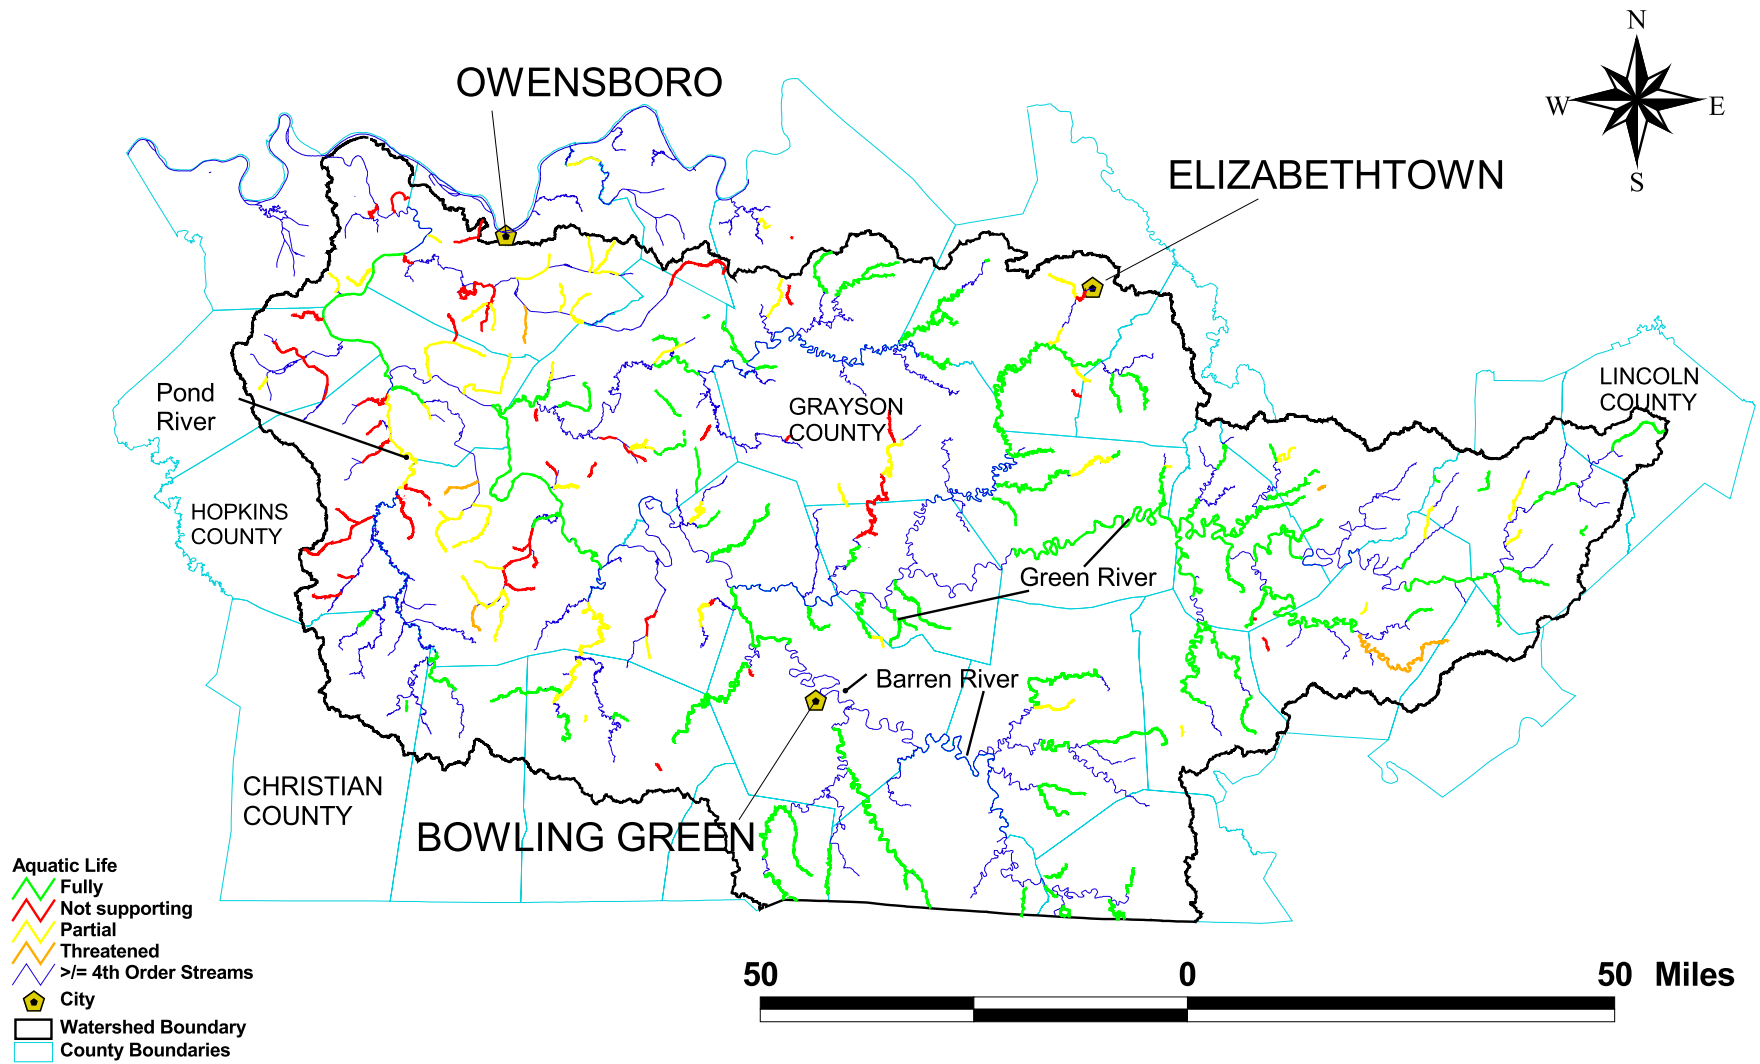 N
W
E
S
OWENSBORO
ELIZABETHTOWN
LINCOLN
COUNTY
Pond
River
GRAYSON
COUNTY
HOPKINS
COUNTY
Green River
Barren River
CHRISTIAN
COUNTY
BOWLING GREEN
Aquatic Life
Fully
Not supporting
Partial
Threatened
>/= 4th Order Streams
City
Watershed Boundary
County Boundaries
50 0 50 Miles